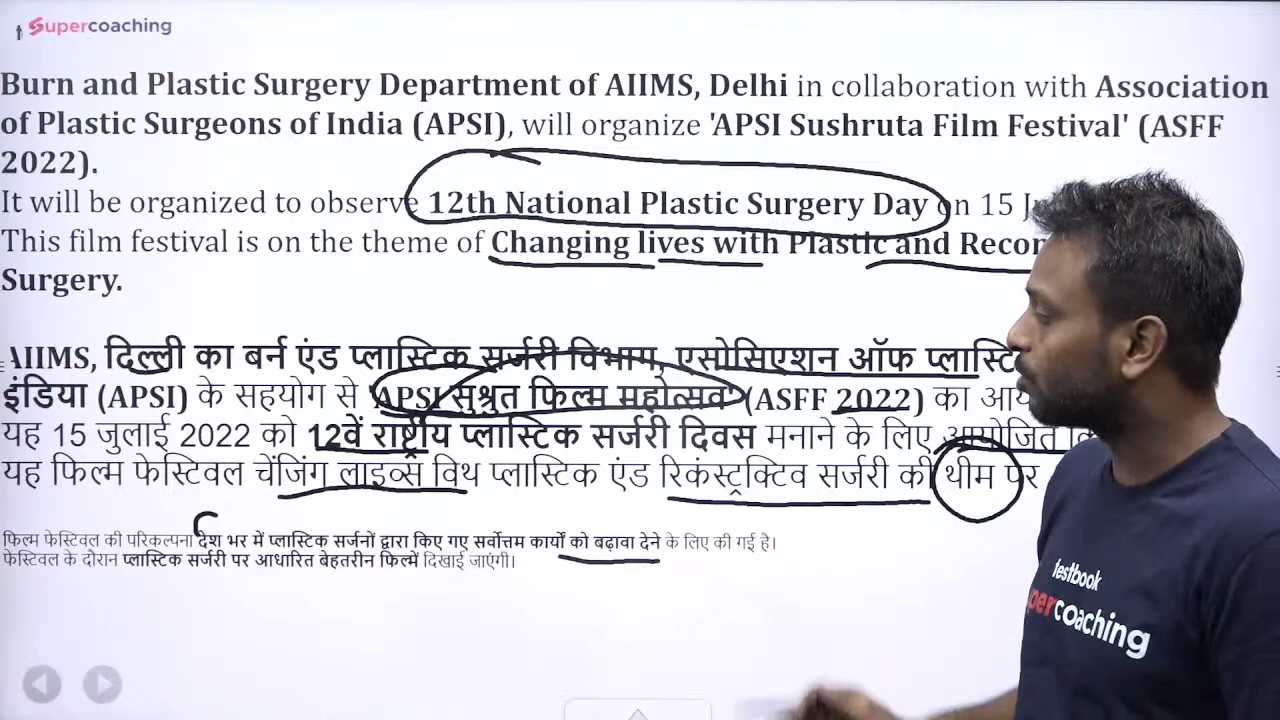 Supercoaching
Burn and Plastic Surgery Department of AIIMS, Delhi in collaboration with Association
of Plastic Surgeons of India (APSI), will organize 'APSI Sushruta Film Festival' (ASFF
2022).
It will be organized to observe 12th National Plastic Surgery Day on 15
This film festival is on the theme of Changing lives with Plastic and
Surgery.
AIIMS, दिल्ली का बर्न एंड प्लास्टिक सर्जरी विभाग, एसोसिएशन ऑफ
इंडिया (APSI) के सहयोग से 'APSI सुश्रुत फिल्म महोत्सव' (ASFF 2022) का
यह 15 जुलाई 2022 को 12वें राष्ट्रीय प्लास्टिक सर्जरी दिवस मनाने के लिए आयोजित
यह फिल्म फेस्टिवल चेंजिंग लाइव्स विथ प्लास्टिक एंड रिकंस्ट्रक्टिव सर्जरी की थीम पर
फिल्म फेस्टिवल की परिकल्पना देश भर में प्लास्टिक सर्जनों द्वारा किए गए सर्वोत्तम कार्यों को बढ़ावा देने के लिए की गई है।
फेस्टिवल के दौरान प्लास्टिक सर्जरी पर आधारित बेहतरीन फिल्में दिखाई जाएंगी।
testbook
percoaching